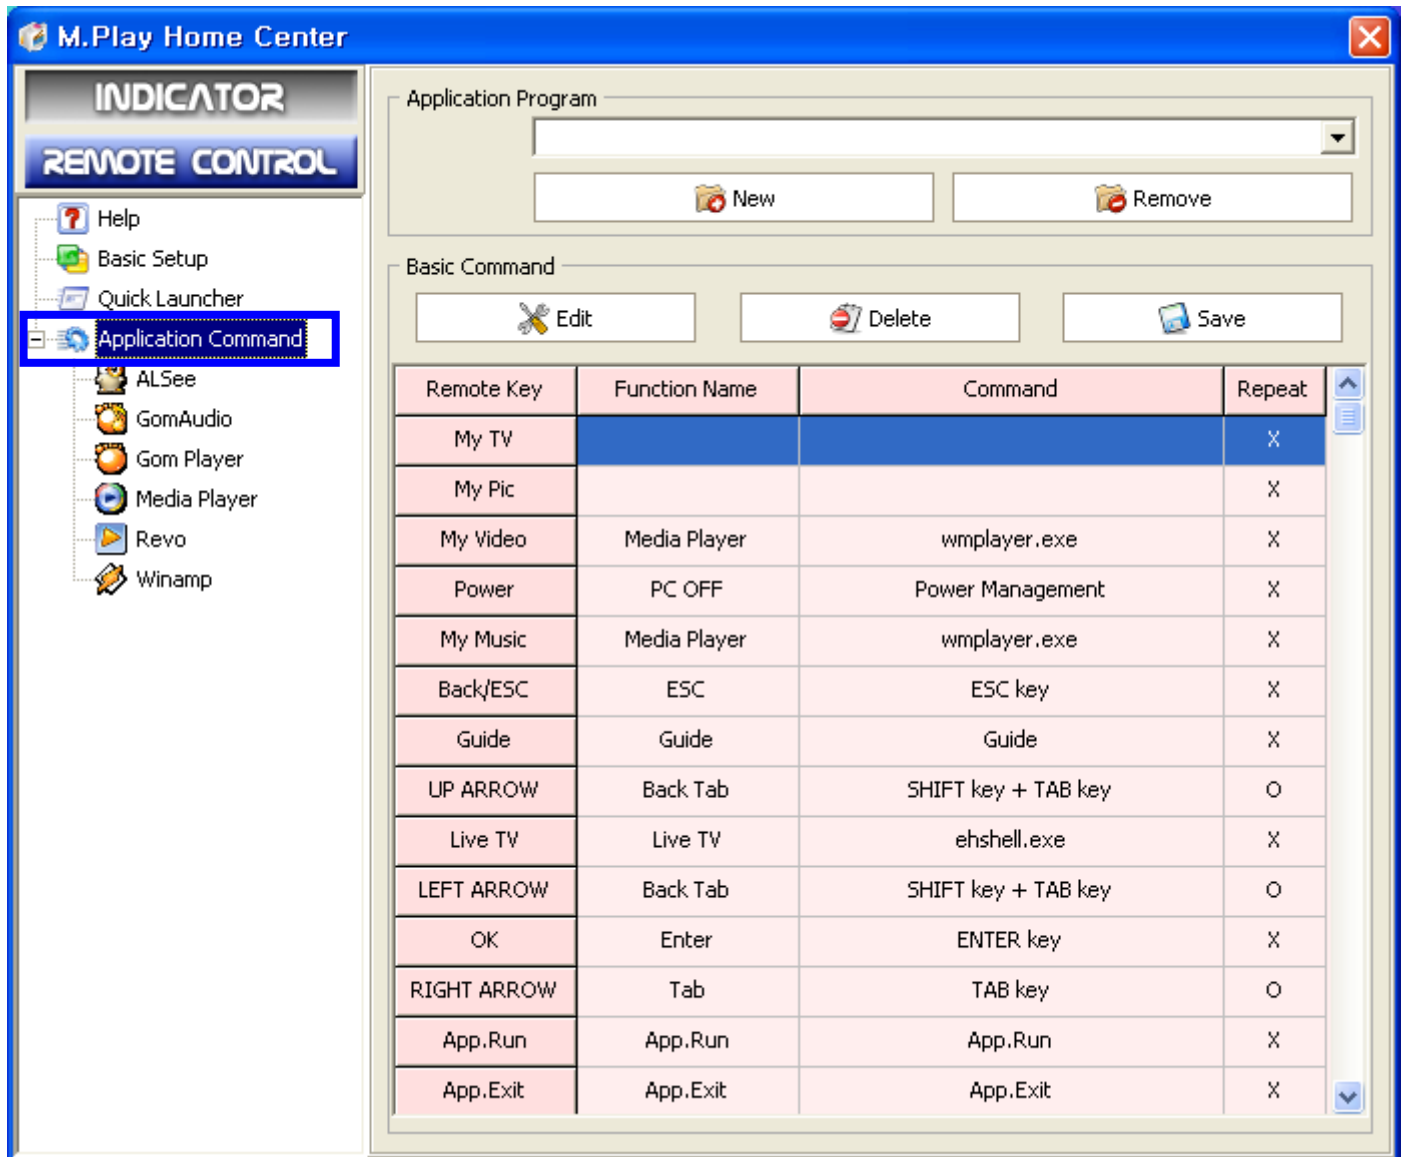 M.Play Home Center
INDICATOR
REMOTE CONTROL
Help
Basic Setup
Quick Launcher
Application Command
ALSee
GomAudio
Gom Player
Media Player
Revo
Winamp
Application Program
New Remove
Basic Command
Edit Delete Save
Remote Key Function Name Command Repeat
My TV X
My Pic X
My Video Media Player wmplayer.exe X
Power PC OFF Power Management X
My Music Media Player wmplayer.exe X
Back/ESC ESC ESC key X
Guide Guide Guide X
UP ARROW Back Tab SHIFT key + TAB key O
Live TV Live TV ehshell.exe X
LEFT ARROW Back Tab SHIFT key + TAB key O
OK Enter ENTER key X
RIGHT ARROW Tab TAB key O
App.Run App.Run App.Run X
App.Exit App.Exit App.Exit X